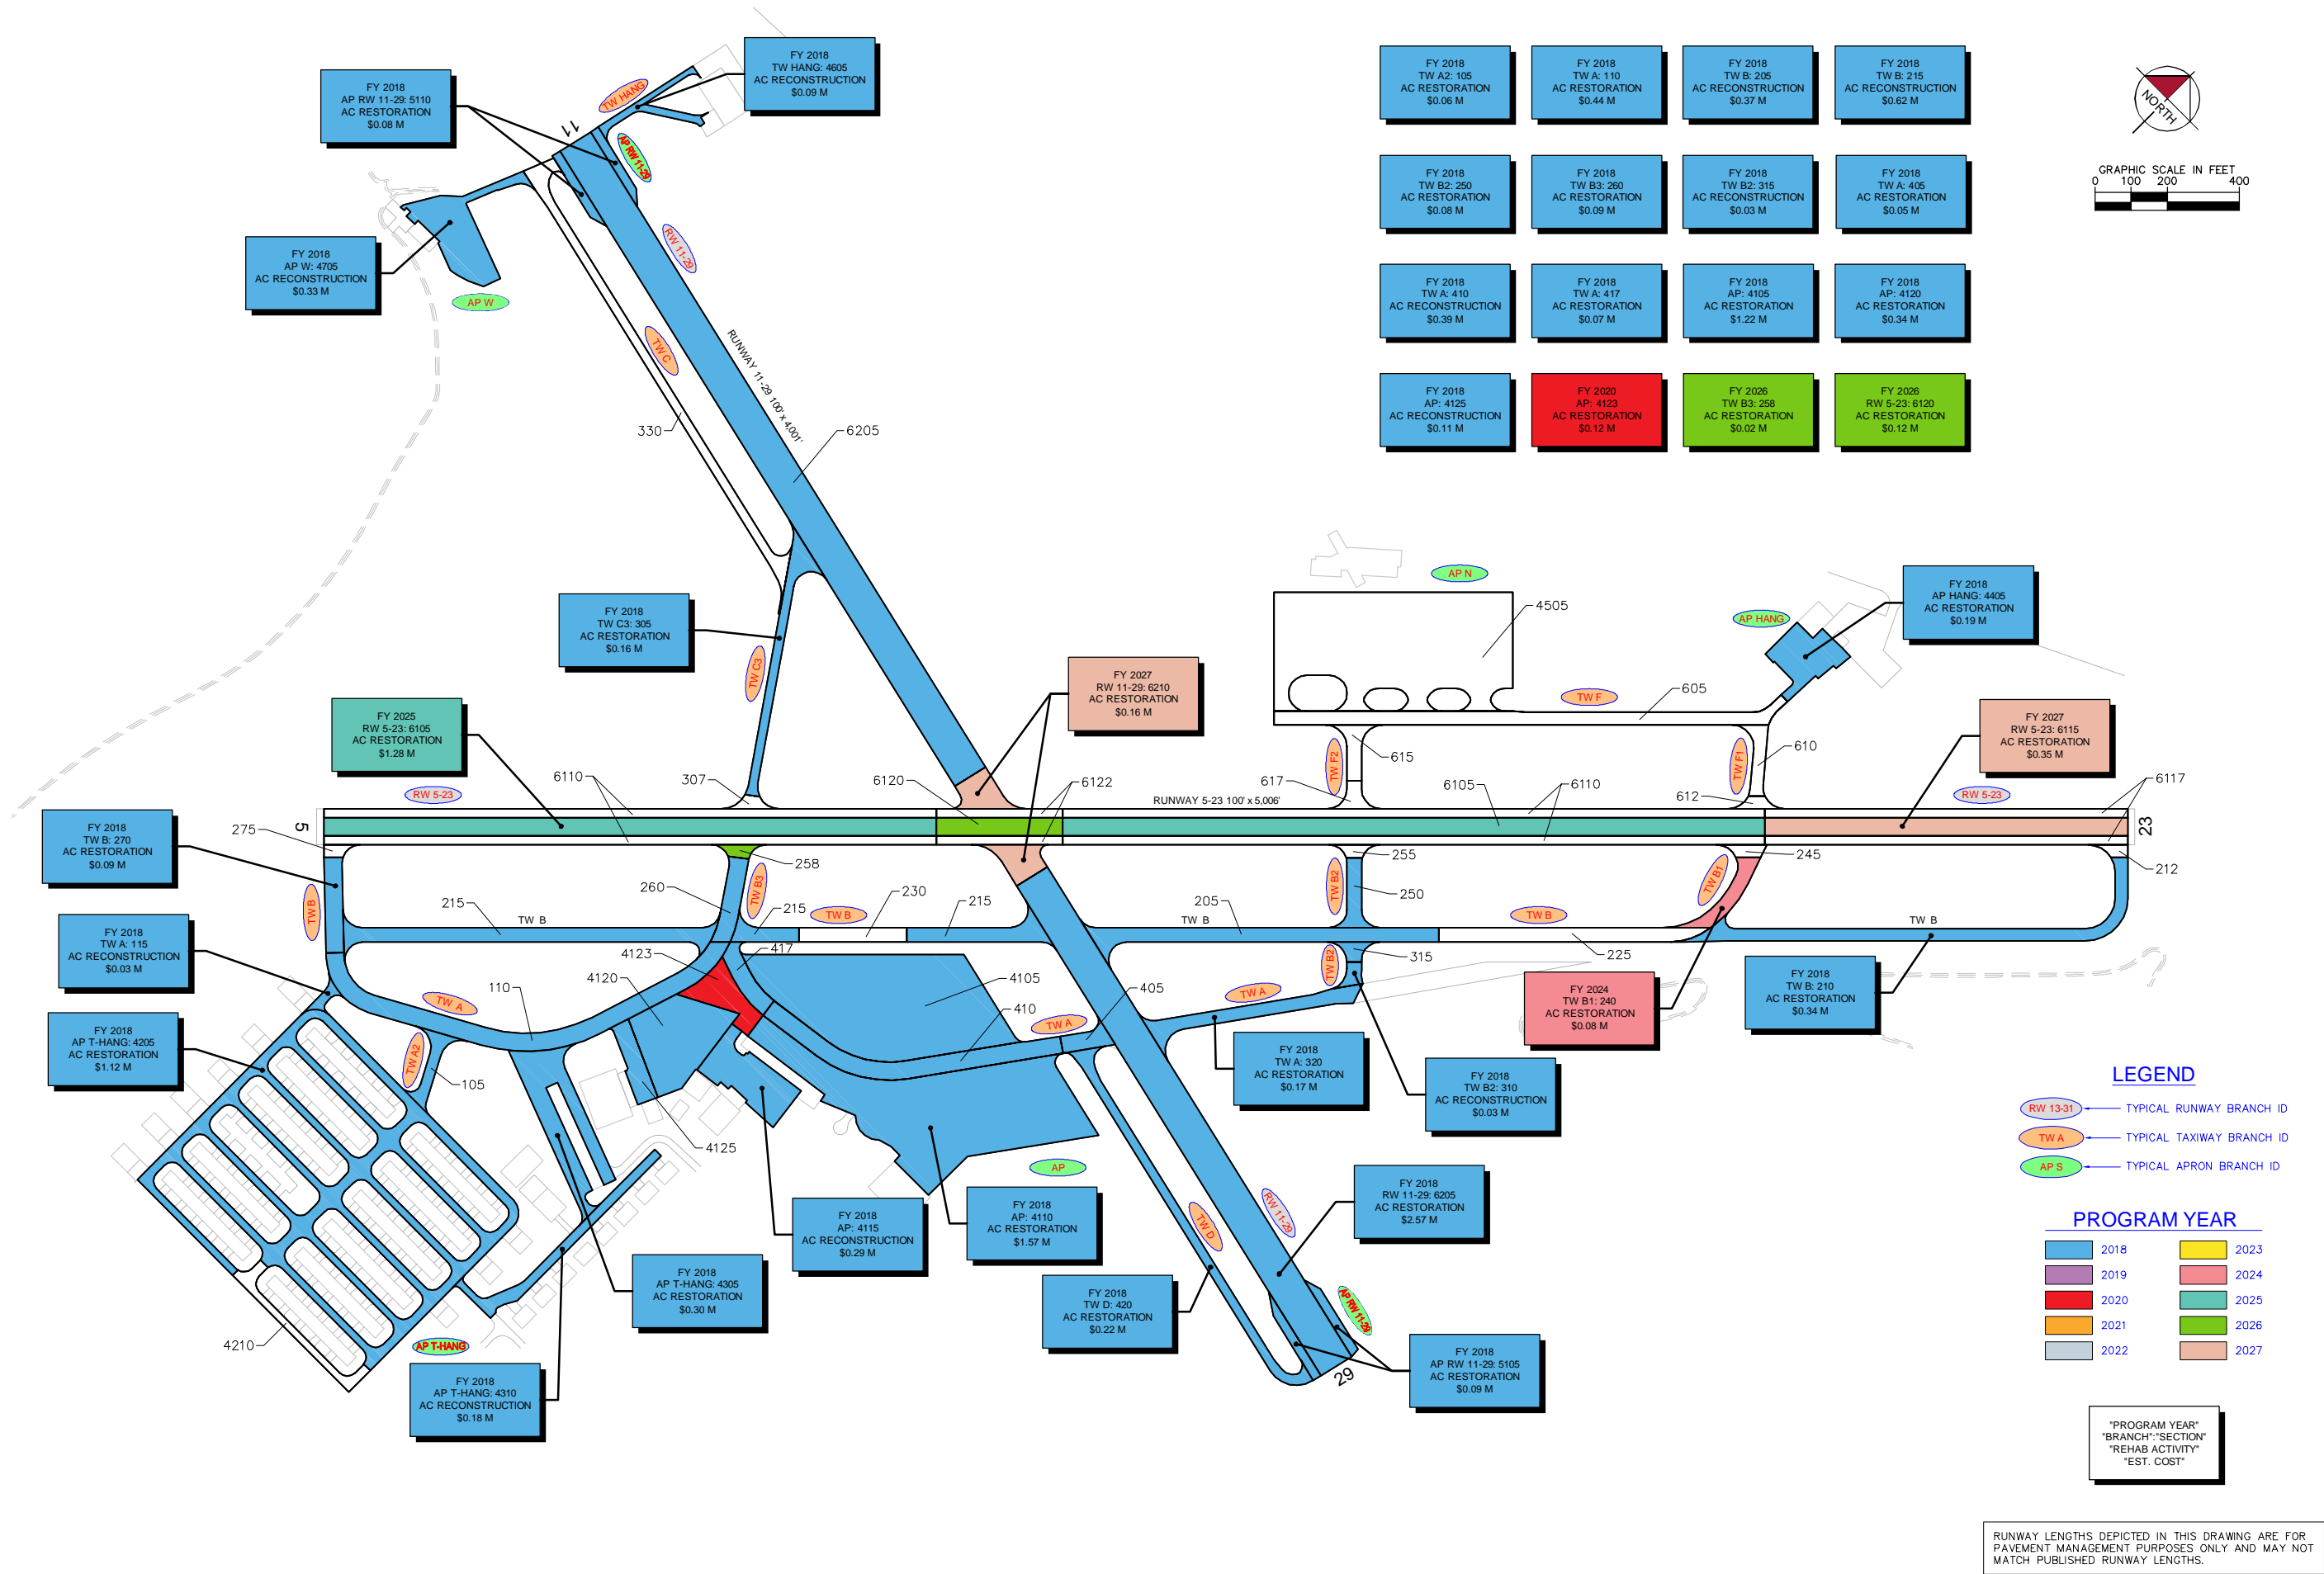 FY 2018
TW HANG: 4605
AC RECONSTRUCTION
$0.09 M
FY 2018
AP RW 11-29: 5110
AC RESTORATION
$0.08 M
TW HANG
11
AP RW 11-29
FY 2018
TW A2: 105
AC RESTORATION
$0.06 M
FY 2018
TW A: 110
AC RESTORATION
$0.44 M
FY 2018
TW B: 205
AC RECONSTRUCTION
$0.37 M
FY 2018
TW B: 215
AC RECONSTRUCTION
$0.62 M
NORTH
GRAPHIC SCALE IN FEET
0 100 200 400
FY 2018
TW B2: 250
AC RECONSTRUCTION
$0.08 M
FY 2018
TW B3: 260
AC RESTORATION
$0.09 M
FY 2018
TW B2: 315
AC RECONSTRUCTION
$0.03 M
FY 2018
TW A: 405
AC RESTORATION
$0.05 M
FY 2018
TW A: 410
AC RECONSTRUCTION
$0.39 M
FY 2018
TW A: 417
AC RESTORATION
$0.07 M
FY 2018
AP: 4105
AC RESTORATION
$1.22 M
FY 2018
AP: 4120
AC RESTORATION
$0.34 M
FY 2018
AP: 4125
AC RECONSTRUCTION
$0.11 M
FY 2020
AP: 4123
AC RESTORATION
$0.12 M
FY 2026
TW B3: 258
AC RESTORATION
$0.02 M
FY 2026
RW 5-23: 6120
AC RESTORATION
$0.12 M
FY 2018
AP W: 4705
AC RECONSTRUCTION
$0.33 M
AP W
RW 11-29
TW C
RUNWAY 11-29 100' x 4,001'
330
6205
FY 2018
TW C3: 305
AC RESTORATION
$0.16 M
TW C3
AP N
4505
AP HANG
FY 2018
AP HANG: 4405
AC RESTORATION
$0.19 M
FY 2027
RW 11-29: 6210
AC RESTORATION
$0.16 M
TW F
605
FY 2025
RW 5-23: 6105
AC RESTORATION
$1.28 M
FY 2027
RW 5-23: 6115
AC RESTORATION
$0.35 M
TW F2
615
TW F1
610
RW 5-23
6110
307
6120
6122
RUNWAY 5-23 100' x 5,006'
617
6105
6110
612
RW 5-23
6117
FY 2018
TW B: 270
AC RESTORATION
$0.09 M
275
5
23
258
255
245
212
TW B
260
TW B3
230
215
TW B
215
TW B
215
205
TW B
TW B2
250
TW B
TW B1
TW B
FY 2018
TW A: 115
AC RECONSTRUCTION
$0.03 M
4123
417
4120
4105
TW B2
315
225
FY 2018
TW B: 210
AC RESTORATION
$0.34 M
TW A
110
410
405
TW A
TW A
FY 2024
TW B1: 240
AC RESTORATION
$0.08 M
FY 2018
AP T-HANG: 4205
AC RESTORATION
$1.12 M
TW A2
105
FY 2018
TW A: 320
AC RESTORATION
$0.17 M
FY 2018
TW B2: 310
AC RECONSTRUCTION
$0.03 M
4125
AP
FY 2018
AP: 4115
AC RECONSTRUCTION
$0.29 M
FY 2018
AP: 4110
AC RESTORATION
$1.57 M
TW D
RW 11-29
FY 2018
RW 11-29: 6205
AC RESTORATION
$2.57 M
FY 2018
AP T-HANG: 4305
AC RESTORATION
$0.30 M
FY 2018
TW D: 420
AC RESTORATION
$0.22 M
AP RW 11-29
4210
AP T-HANG
FY 2018
AP T-HANG: 4310
AC RECONSTRUCTION
$0.18 M
29
FY 2018
AP RW 11-29: 5105
AC RESTORATION
$0.09 M
LEGEND
RW 13-31 TYPICAL RUNWAY BRANCH ID
TW A TYPICAL TAXIWAY BRANCH ID
AP S TYPICAL APRON BRANCH ID
PROGRAM YEAR
2018 2023
2019 2024
2020 2025
2021 2026
2022 2027
"PROGRAM YEAR"
"BRANCH":"SECTION"
"REHAB ACTIVITY"
"EST. COST"
RUNWAY LENGTHS DEPICTED IN THIS DRAWING ARE FOR
PAVEMENT MANAGEMENT PURPOSES ONLY AND MAY NOT
MATCH PUBLISHED RUNWAY LENGTHS.